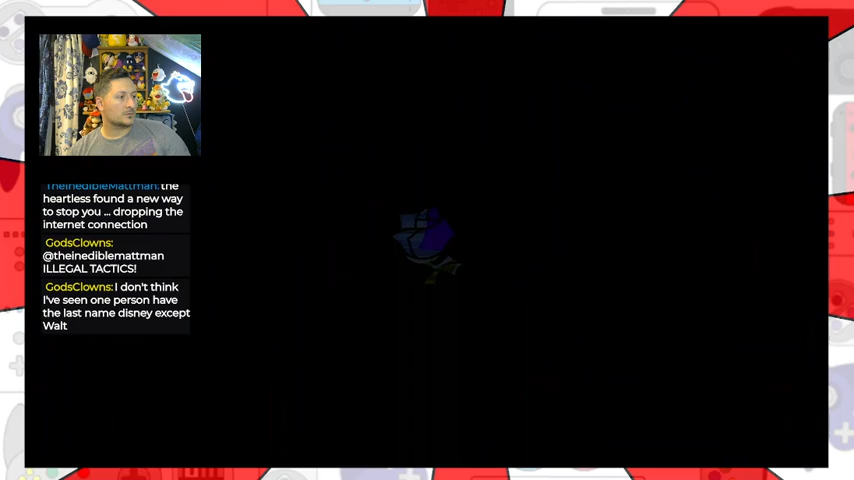 TheinedibleMattman: the
heartless found a new way
to stop you ... dropping the
internet connection
GodsClowns:
@theinediblemattman
ILLEGAL TACTICS!
GodsClowns: I don't think
I've seen one person have
the last name disney except
Walt